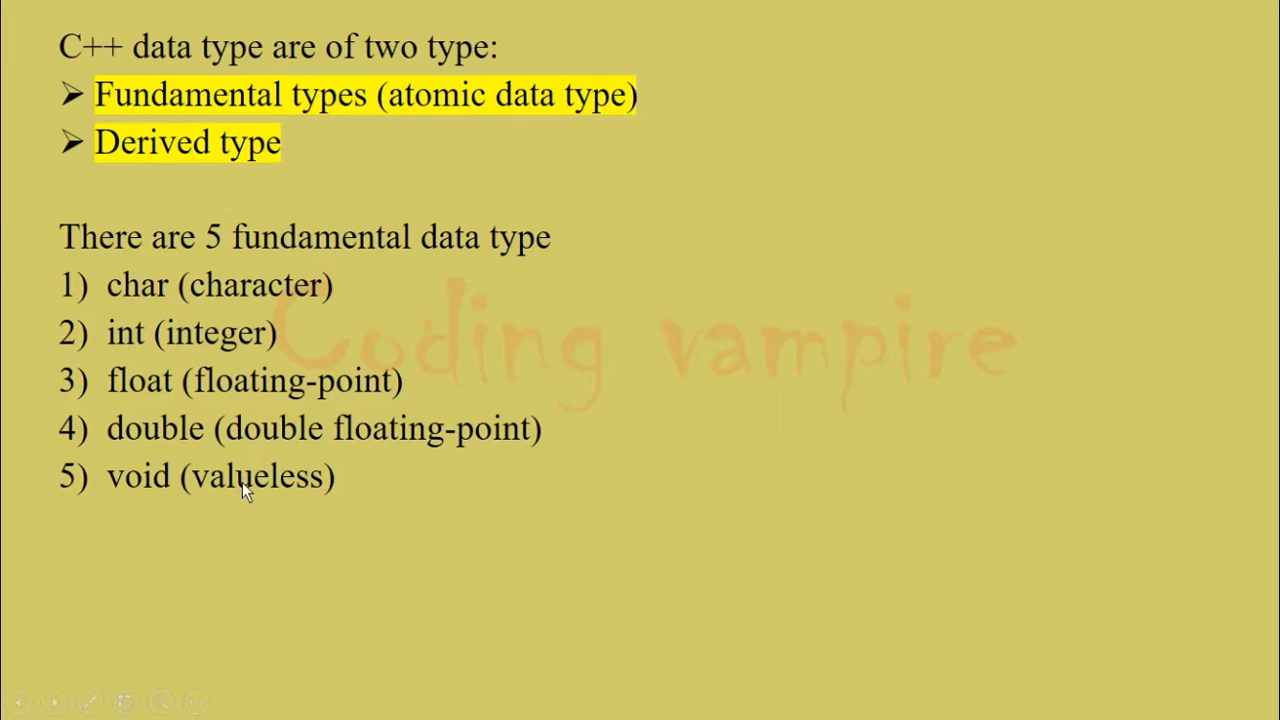 C++ data type are of two type:
➢ Fundamental types (atomic data type)
➢ Derived type
There are 5 fundamental data type
1) char (character)
2) int (integer)
3) float (floating-point)
4) double (double floating-point)
5) void (valueless)
Coding vampire